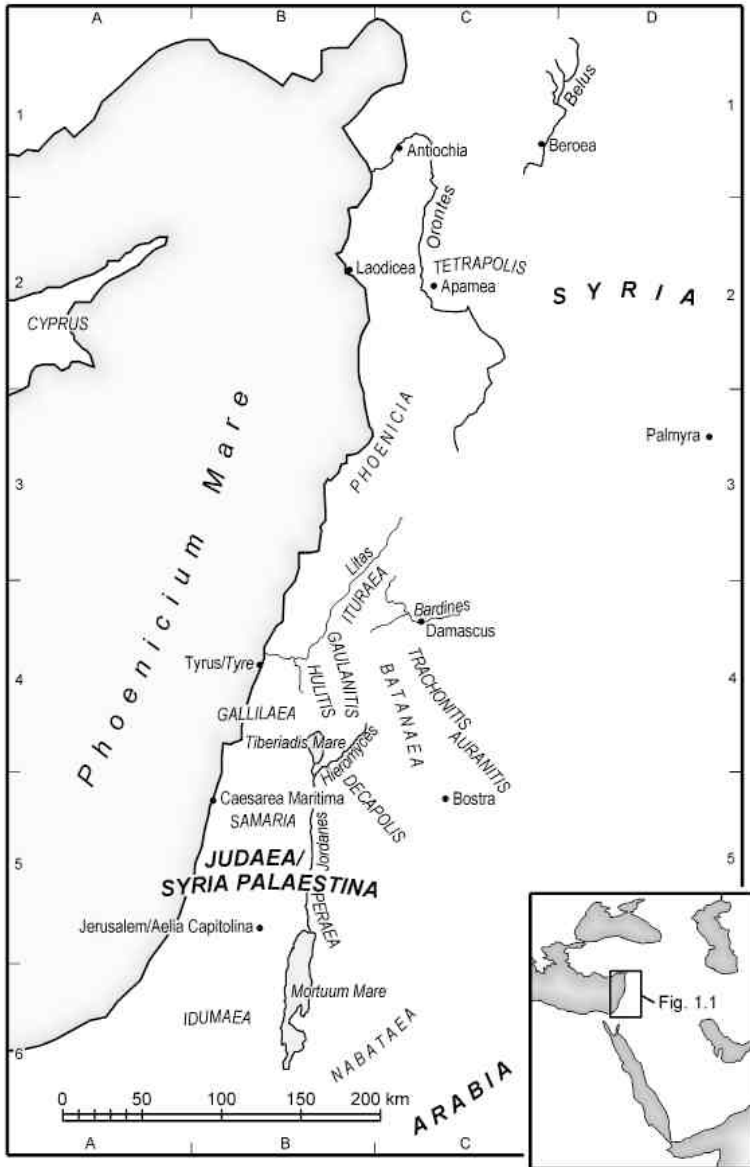 A
B
C
D
1
1
Belus
Antiochia
Beroea
Orontes
Laodicea
TETRAPOLIS
Apamea
2
SYRIA
2
CYPRUS
PHOENICIA
Palmyra
Phoenicium Mare
3
3
Litas
ITURAEA
Bardines
Damascus
Tyrus/Tyre
HULITIS
GAULANITIS
BATANAEA
TRACHONITIS
4
4
GALLILAEA
AURANITIS
Tiberiadis Mare
Hieromyces
DECAPOLIS
Caesarea Maritima
Bostra
SAMARIA
Jordanes
5
5
JUDAEA/
SYRIA PALAESTINA
PERAEA
Jerusalem/Aelia Capitolina
Mortuum Mare
IDUMAEA
NABATAEA
Fig. 1.1
6
ARABIA
0 50 100 150 200 km
A
B
C